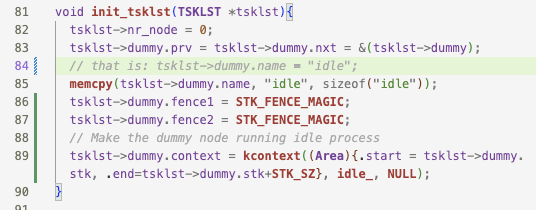 81 void init_tsklst(TSKLST *tsklst){
82 tsklst->nr_node = 0;
83 tsklst->dummy.prv = tsklst->dummy.nxt = &(tsklst->dummy);
84 // that is: tsklst->dummy.name = "idle";
85 memcpy(tsklst->dummy.name, "idle", sizeof("idle"));
86 tsklst->dummy.fence1 = STK_FENCE_MAGIC;
87 tsklst->dummy.fence2 = STK_FENCE_MAGIC;
88 // Make the dummy node running idle process
89 tsklst->dummy.context = kcontext((Area){.start = tsklst->dummy.
stk, .end=tsklst->dummy.stk+STK_SZ}, idle_, NULL);
90 }
91